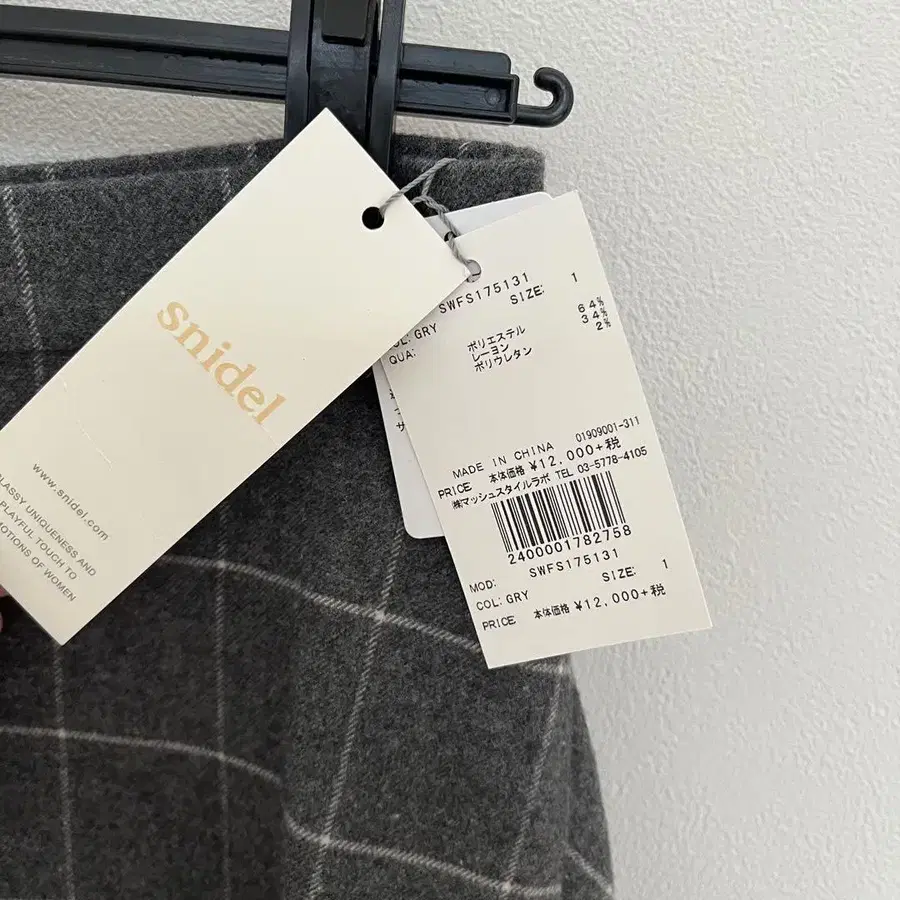 snidel
www.snidel.com
CLASSY UNIQUENESS AND
PLAYFUL TOUCH TO
EMOTIONS OF WOMEN
SWFS175131
SIZE: 1
COL: GRY
QUA: ポリエステル 64%
レーヨン 34%
ポリウレタン 2%
01909001-311
MADE IN CHINA
PRICE 本体価格 ¥12,000+税
㈱マッシュスタイルラボ TEL 03-5778-4105
2400001782758
MOD: SWFS175131
COL: GRY SIZE: 1
PRICE 本体価格 ¥12,000+税